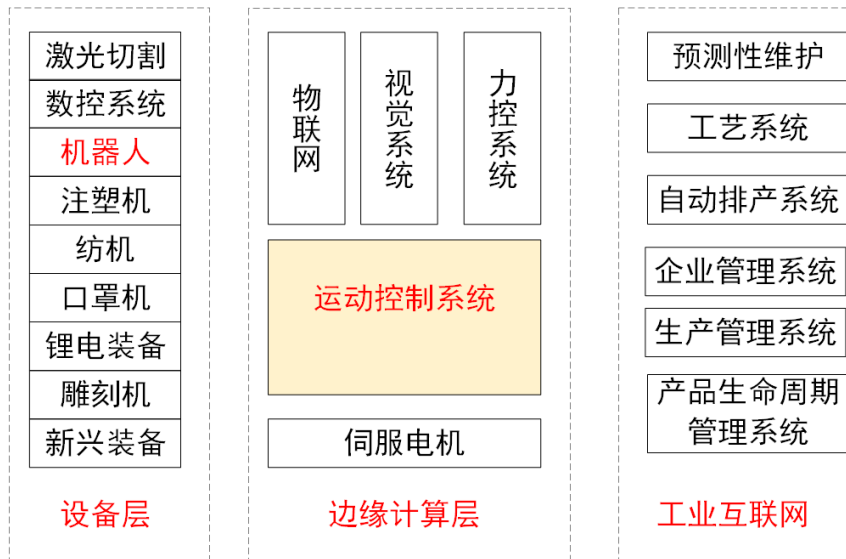 激光切割
数控系统
机器人
注塑机
纺机
口罩机
锂电装备
雕刻机
新兴装备
设备层
物联网
视觉系统
力控系统
运动控制系统
伺服电机
边缘计算层
预测性维护
工艺系统
自动排产系统
企业管理系统
生产管理系统
产品生命周期
管理系统
工业互联网